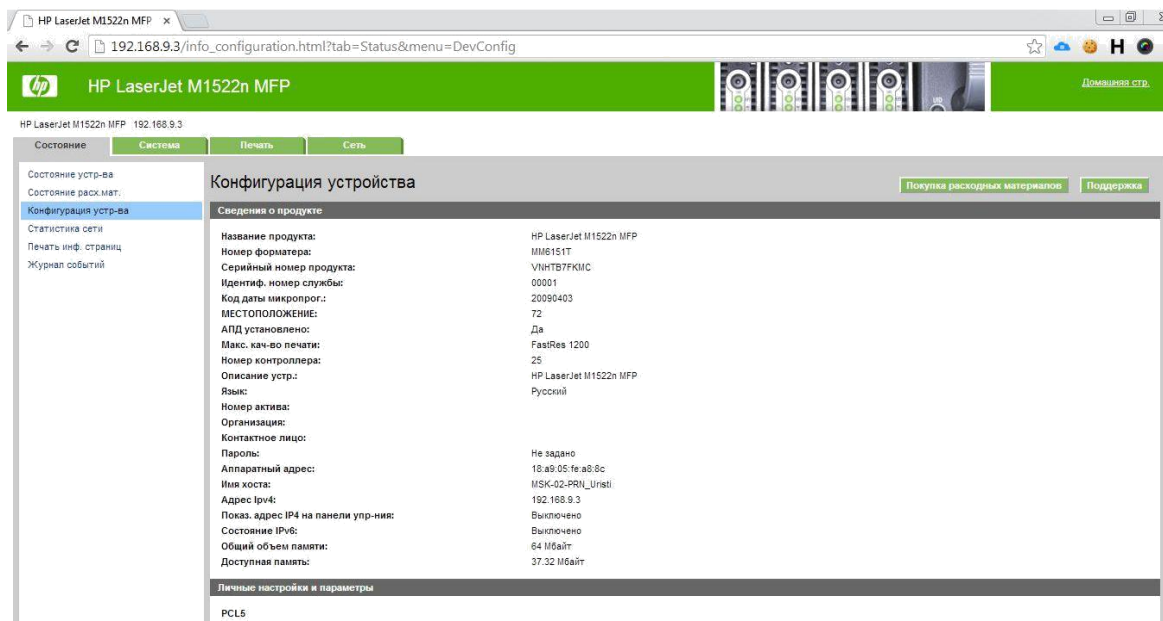 HP LaserJet M1522n MFP
192.168.9.3/info_configuration.html?tab=Status&menu=DevConfig
hp HP LaserJet M1522n MFP Домашняя стр.
HP LaserJet M1522n MFP 192.168.9.3
Состояние Система Печать Сеть
Состояние устр-ва
Состояние расх.мат.
Конфигурация устр-ва
Статистика сети
Печать инф. страниц
Журнал событий
Конфигурация устройства Покупка расходных материалов Поддержка
Сведения о продукте
Название продукта: HP LaserJet M1522n MFP
Номер форматера: MM6151T
Серийный номер продукта: VNHTB7FKMC
Идентиф. номер службы: 00001
Код даты микропрог.: 20090403
МЕСТОПОЛОЖЕНИЕ: 72
АПД установлено: Да
Макс. кач-во печати: FastRes 1200
Номер контроллера: 25
Описание устр.: HP LaserJet M1522n MFP
Язык: Русский
Номер актива:
Организация:
Контактное лицо:
Пароль: Не задано
Аппаратный адрес: 18:a9:05:fe:a8:8c
Имя хоста: MSK-02-PRN_Uristi
Адрес Ipv4: 192.168.9.3
Показ. адрес IP4 на панели упр-ния: Выключено
Состояние IPv6: Выключено
Общий объем памяти: 64 Мбайт
Доступная память: 37.32 Мбайт
Личные настройки и параметры
PCL5